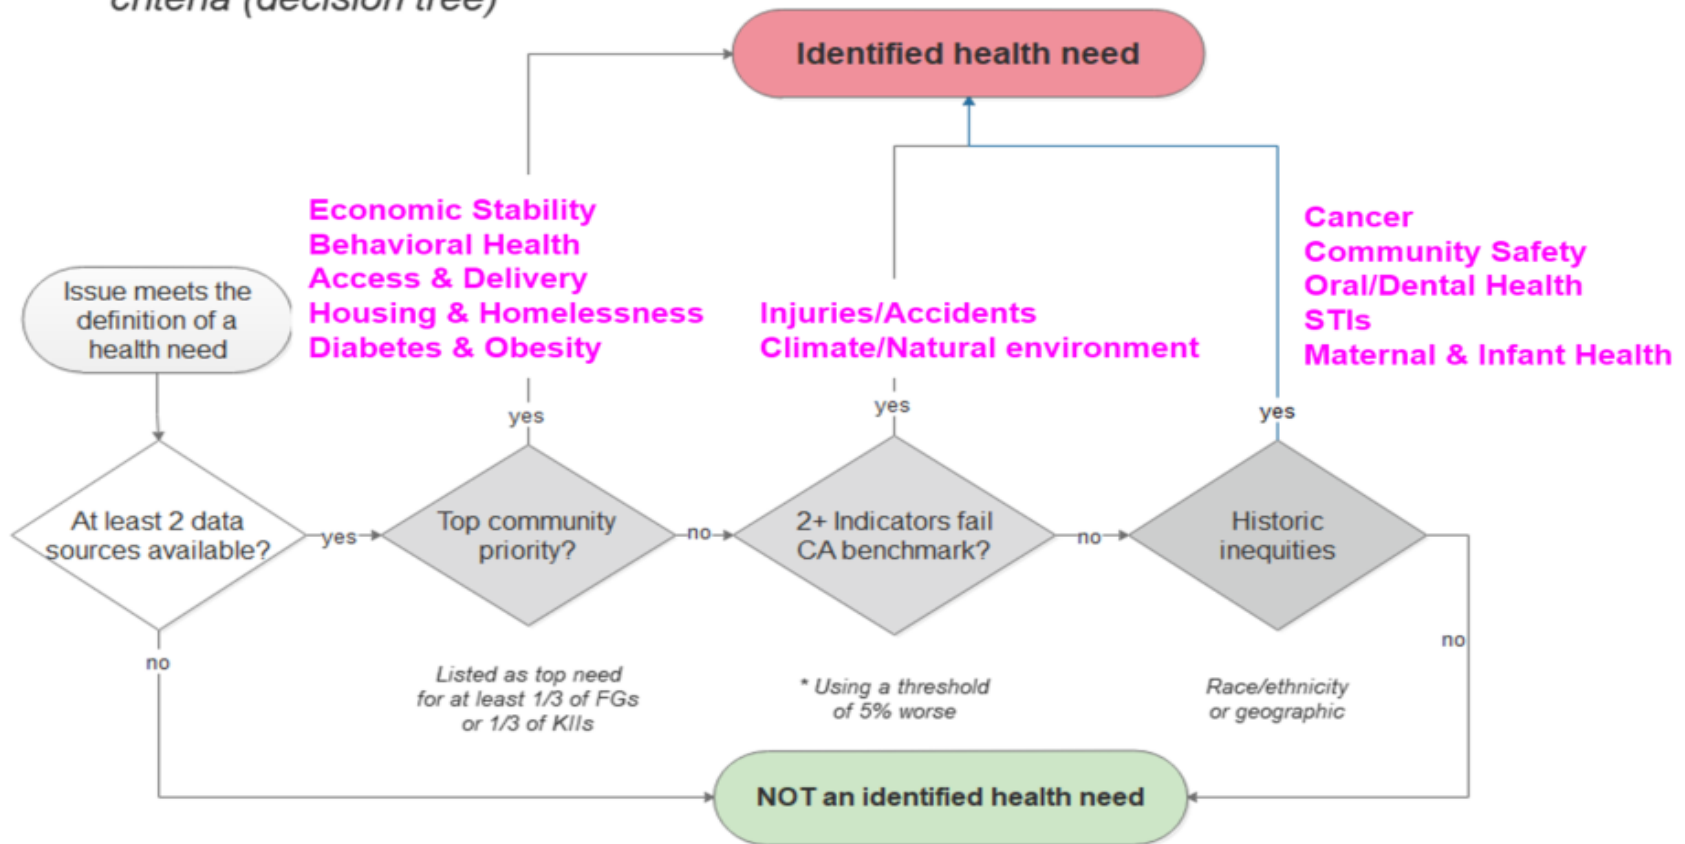 criteria (decision tree)
Identified health need
Economic Stability
Behavioral Health
Access & Delivery
Housing & Homelessness
Diabetes & Obesity
Injuries/Accidents
Climate/Natural environment
Cancer
Community Safety
Oral/Dental Health
STIs
Maternal & Infant Health
Issue meets the
definition of a
health need
yes
yes
yes
At least 2 data
sources available?
yes
Top community
priority?
no
2+ Indicators fail
CA benchmark?
no
Historic
inequities
no
no
Listed as top need
for at least 1/3 of FGs
or 1/3 of KIIs
* Using a threshold
of 5% worse
Race/ethnicity
or geographic
NOT an identified health need